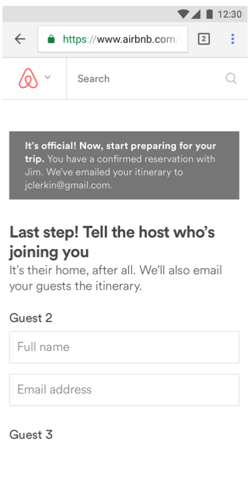 12:30
https://www.airbnb.com/
2
Search
It's official! Now, start preparing for your
trip. You have a confirmed reservation with
Jim. We've emailed your itinerary to
jclerkin@gmail.com.
Last step! Tell the host who's
joining you
It's their home, after all. We'll also email
your guests the itinerary.
Guest 2
Full name
Email address
Guest 3